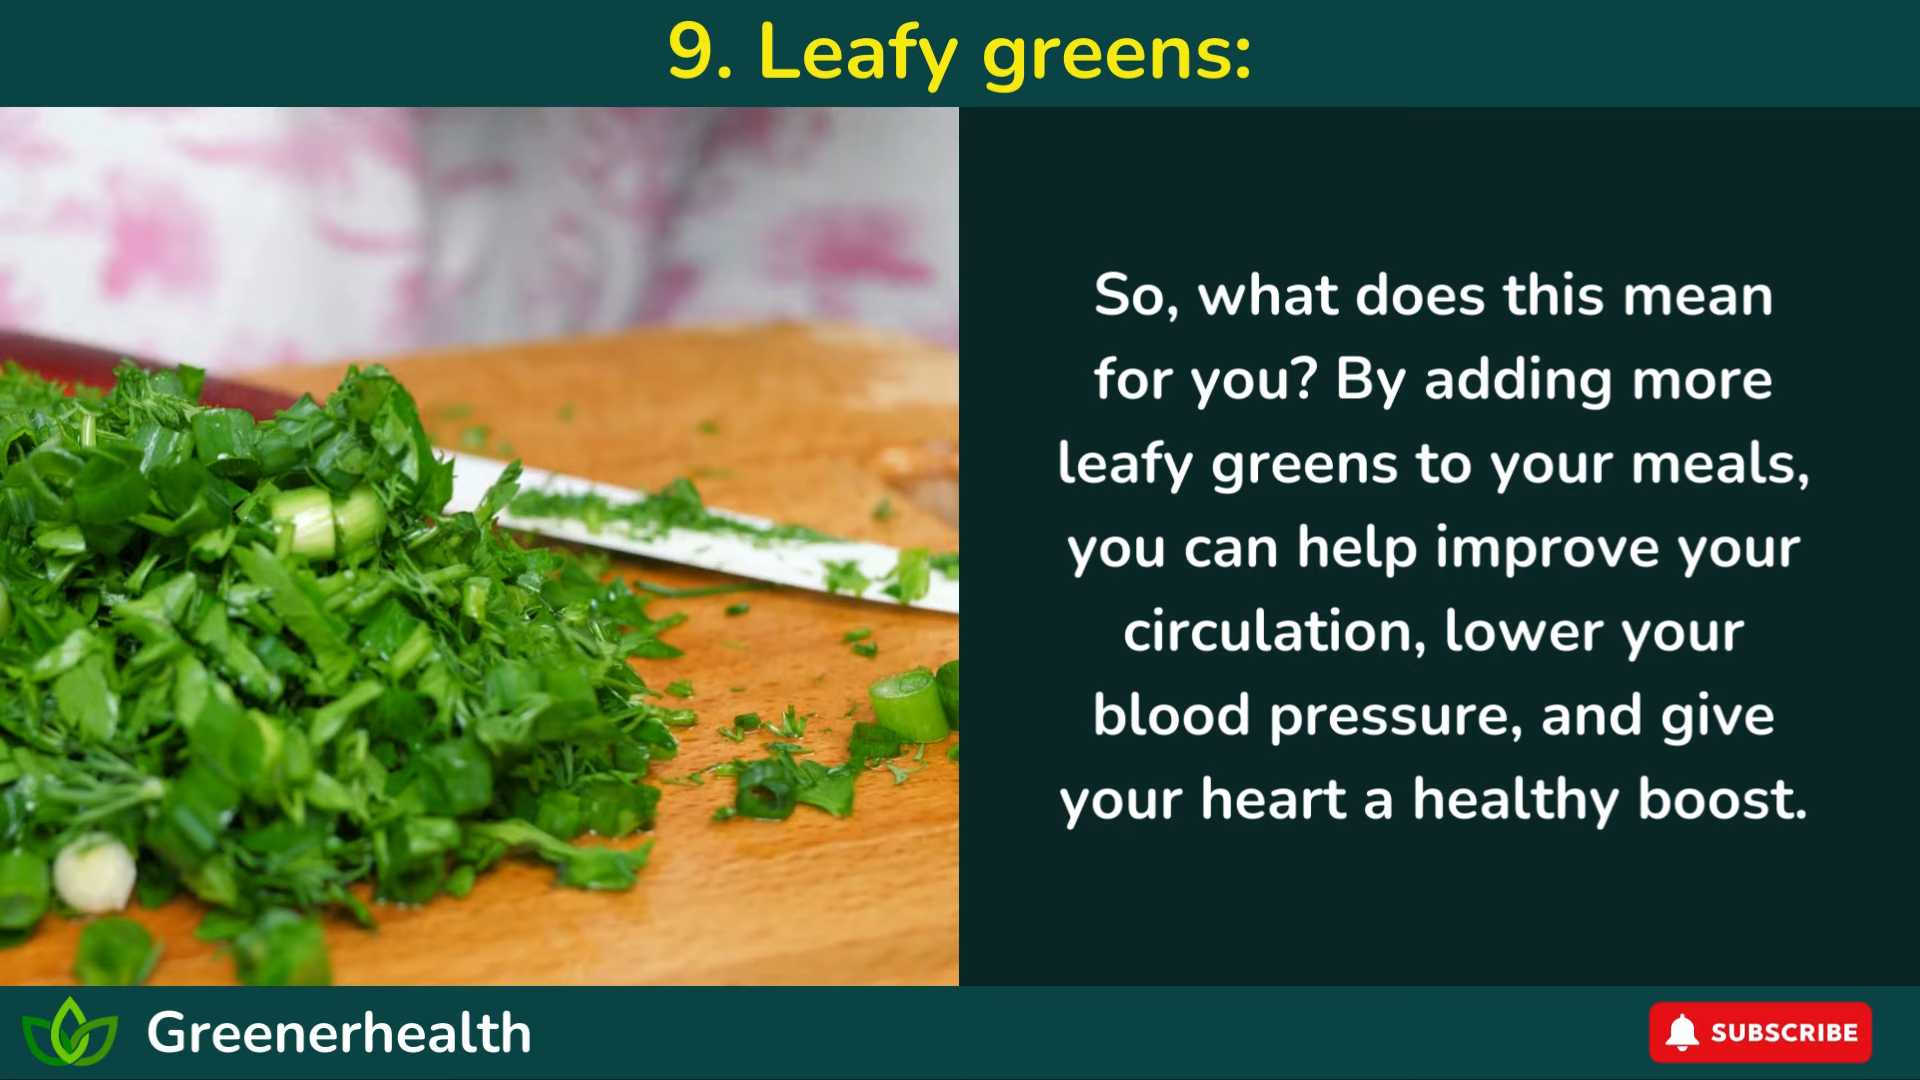 9. Leafy greens:
So, what does this mean
for you? By adding more
leafy greens to your meals,
you can help improve your
circulation, lower your
blood pressure, and give
your heart a healthy boost.
Greenerhealth
SUBSCRIBE